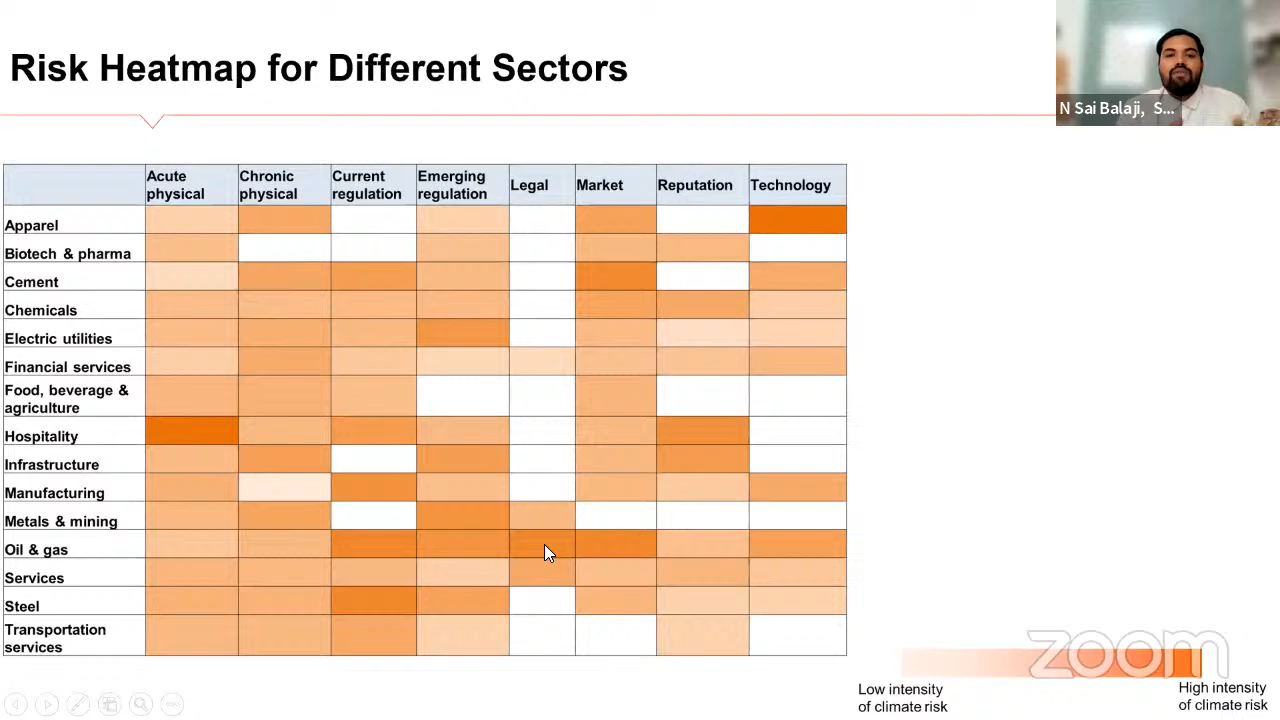 Risk Heatmap for Different Sectors
N Sai Balaji, S...
Acute physical
Chronic physical
Current regulation
Emerging regulation
Legal
Market
Reputation
Technology
Apparel
Biotech & pharma
Cement
Chemicals
Electric utilities
Financial services
Food, beverage &
agriculture
Hospitality
Infrastructure
Manufacturing
Metals & mining
Oil & gas
Services
Steel
Transportation
services
zoom
Low intensity
of climate risk
High intensity
of climate risk